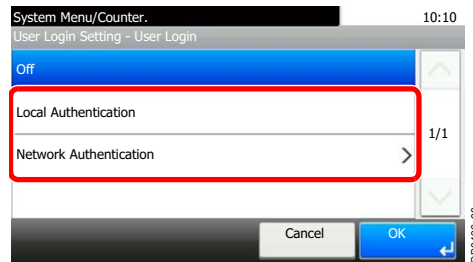 System Menu/Counter.
10:10
User Login Setting - User Login
Off
Local Authentication
1/1
Network Authentication
Cancel
OK